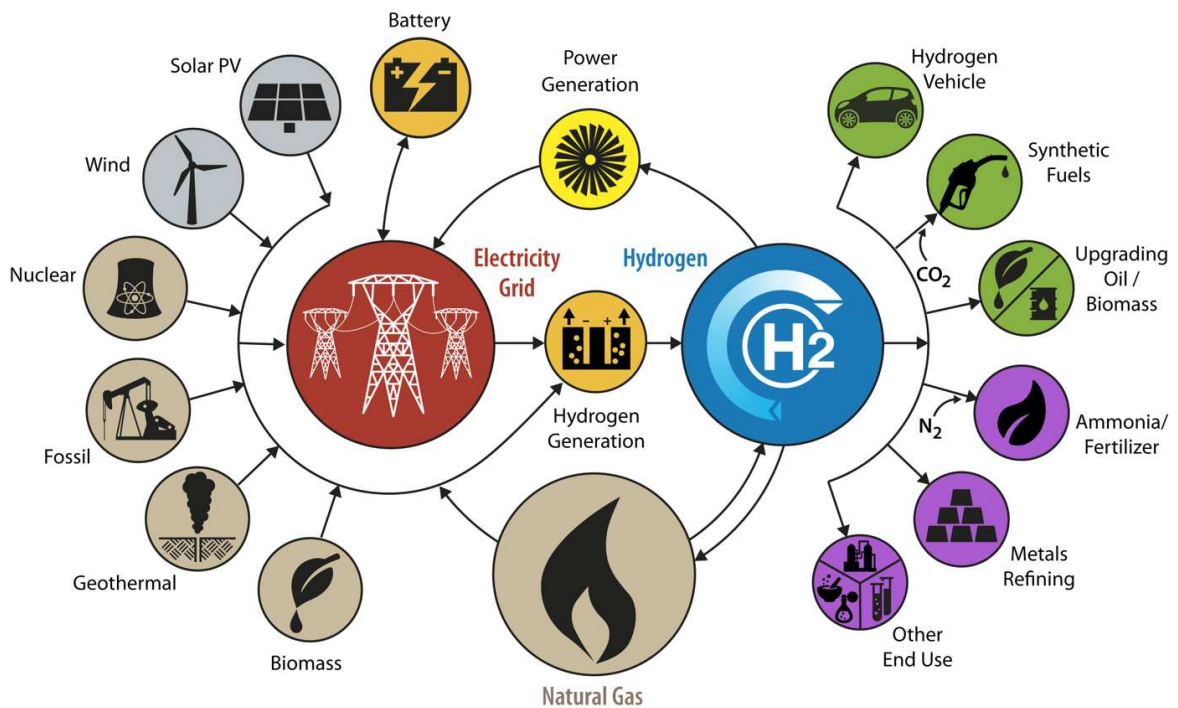 Battery
Solar PV
Power
Generation
Hydrogen
Vehicle
Wind
Synthetic
Fuels
Nuclear
Electricity
Grid
Hydrogen
CO2
Upgrading
Oil /
Biomass
H2
Hydrogen
Generation
N2
Ammonia/
Fertilizer
Fossil
Geothermal
Metals
Refining
Biomass
Other
End Use
Natural Gas